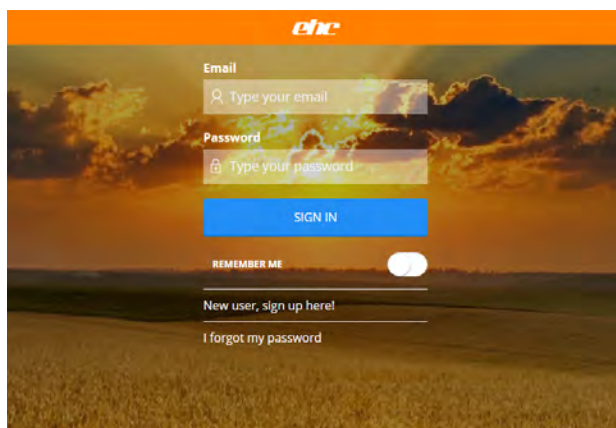 ehc
Email
Type your email
Password
Type your password
SIGN IN
REMEMBER ME
New user, sign up here!
I forgot my password